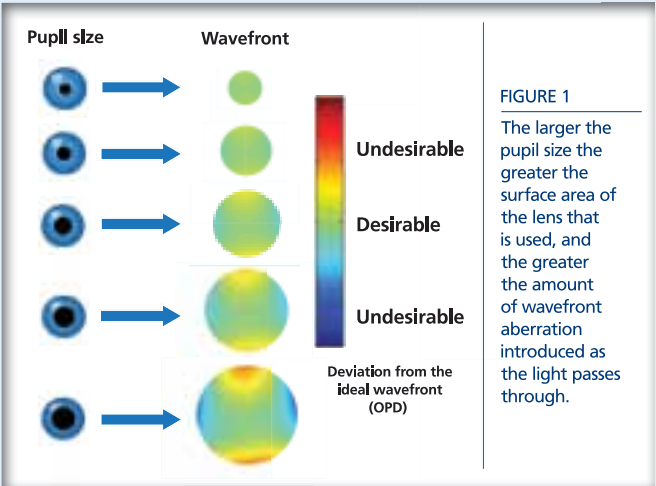 Pupil size
Wavefront
Undesirable
Desirable
Undesirable
Deviation from the
ideal wavefront
(OPD)
FIGURE 1
The larger the
pupil size the
greater the
surface area of
the lens that
is used, and
the greater
the amount
of wavefront
aberration
introduced as
the light passes
through.